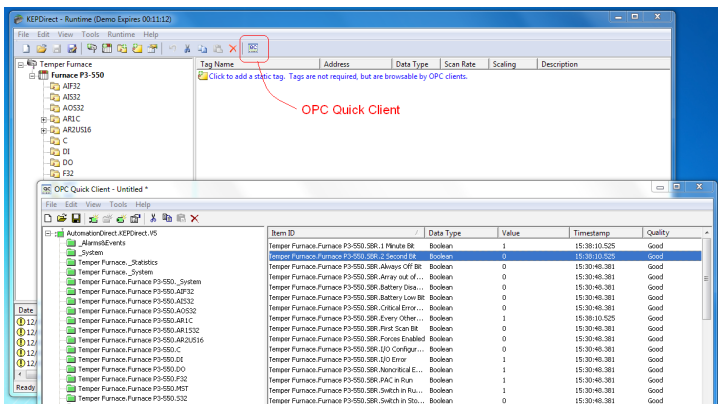 KEPDirect - Runtime (Demo Expires 00:11:12)
File Edit View Tools Runtime Help
Temper Furnace
Furnace P3-550
AIF32
AIS32
AOS32
AR1C
AR2US16
C
DI
DO
F32
Tag Name Address Data Type Scan Rate Scaling Description
Click to add a static tag. Tags are not required, but are browsable by OPC clients.
OPC Quick Client
OPC Quick Client - Untitled *
File Edit View Tools Help
AutomationDirect.KEPDirect.V5
_Alarms&Events
_System
Temper Furnace._Statistics
Temper Furnace._System
Temper Furnace.Furnace P3-550._System
Temper Furnace.Furnace P3-550.AIF32
Temper Furnace.Furnace P3-550.AIS32
Temper Furnace.Furnace P3-550.AOS32
Temper Furnace.Furnace P3-550.AR1C
Temper Furnace.Furnace P3-550.AR1S32
Temper Furnace.Furnace P3-550.AR2US16
Temper Furnace.Furnace P3-550.C
Temper Furnace.Furnace P3-550.DI
Temper Furnace.Furnace P3-550.DO
Temper Furnace.Furnace P3-550.F32
Temper Furnace.Furnace P3-550.MST
Temper Furnace.Furnace P3-550.S32
Item ID Data Type Value Timestamp Quality
Temper Furnace.Furnace P3-550.SBR.1 Minute Bit Boolean 1 15:38:10.525 Good
Temper Furnace.Furnace P3-550.SBR.2 Second Bit Boolean 0 15:38:10.525 Good
Temper Furnace.Furnace P3-550.SBR.Always Off Bit Boolean 0 15:30:48.381 Good
Temper Furnace.Furnace P3-550.SBR.Array out of... Boolean 0 15:30:48.381 Good
Temper Furnace.Furnace P3-550.SBR.Battery Disa... Boolean 0 15:30:48.381 Good
Temper Furnace.Furnace P3-550.SBR.Battery Low Bit Boolean 0 15:30:48.381 Good
Temper Furnace.Furnace P3-550.SBR.Critical Error... Boolean 0 15:30:48.381 Good
Temper Furnace.Furnace P3-550.SBR.Every Other... Boolean 1 15:38:10.525 Good
Temper Furnace.Furnace P3-550.SBR.First Scan Bit Boolean 0 15:30:48.381 Good
Temper Furnace.Furnace P3-550.SBR.Forces Enabled Boolean 0 15:30:48.381 Good
Temper Furnace.Furnace P3-550.SBR.I/O Configur... Boolean 0 15:30:48.381 Good
Temper Furnace.Furnace P3-550.SBR.I/O Error Boolean 1 15:30:48.381 Good
Temper Furnace.Furnace P3-550.SBR.Noncritical E... Boolean 1 15:30:48.381 Good
Temper Furnace.Furnace P3-550.SBR.PAC in Run Boolean 1 15:30:48.381 Good
Temper Furnace.Furnace P3-550.SBR.Switch in Ru... Boolean 1 15:30:48.381 Good
Temper Furnace.Furnace P3-550.SBR.Switch in Sto... Boolean 0 15:30:48.381 Good
Date
12/
12/
12/
12/
12/
Ready